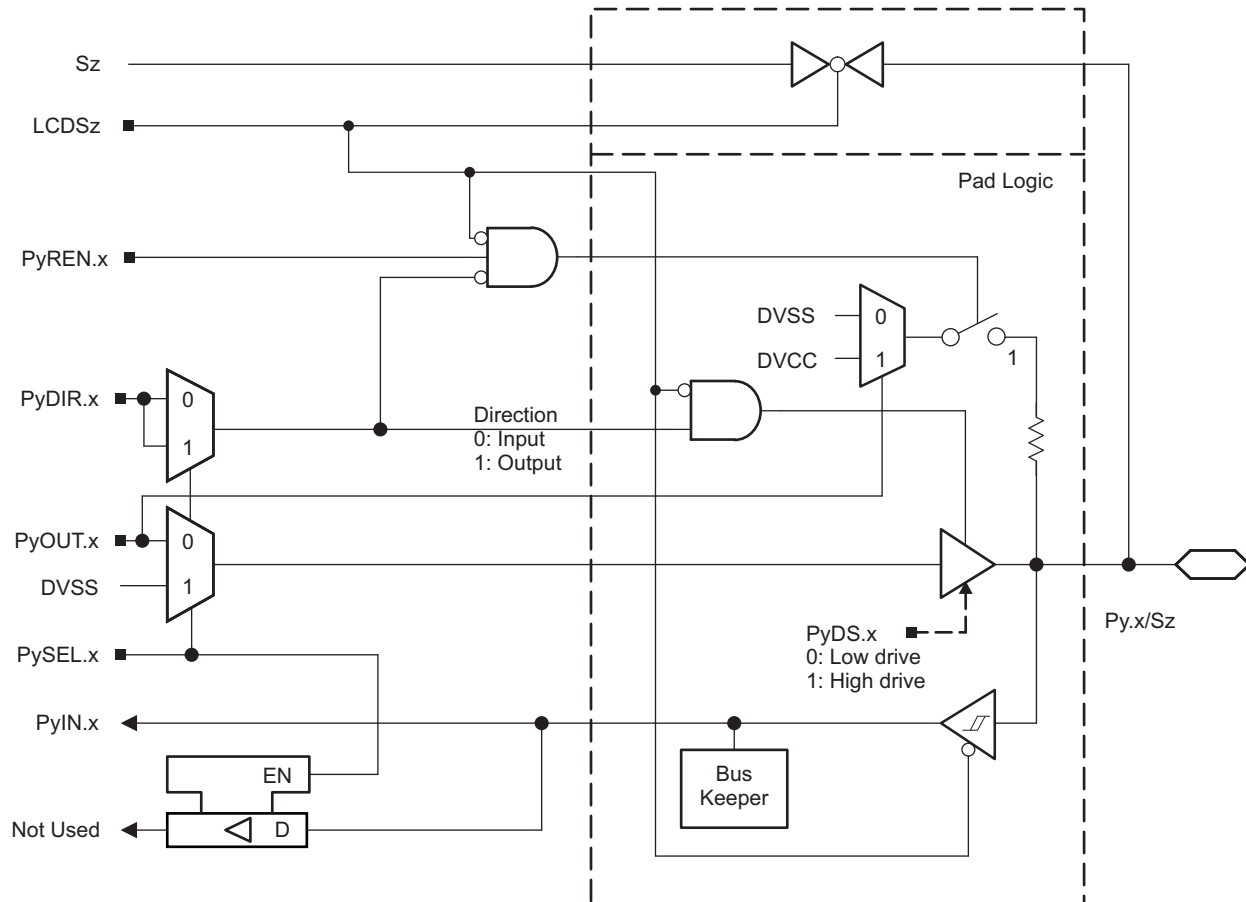 Sz
LCDSz
Pad Logic
PyREN.x
DVSS
0
DVCC
1
1
PyDIR.x
0
1
Direction
0: Input
1: Output
PyOUT.x
0
DVSS
1
PyDS.x
0: Low drive
1: High drive
Py.x/Sz
PySEL.x
PyIN.x
EN
Bus
Keeper
Not Used
D